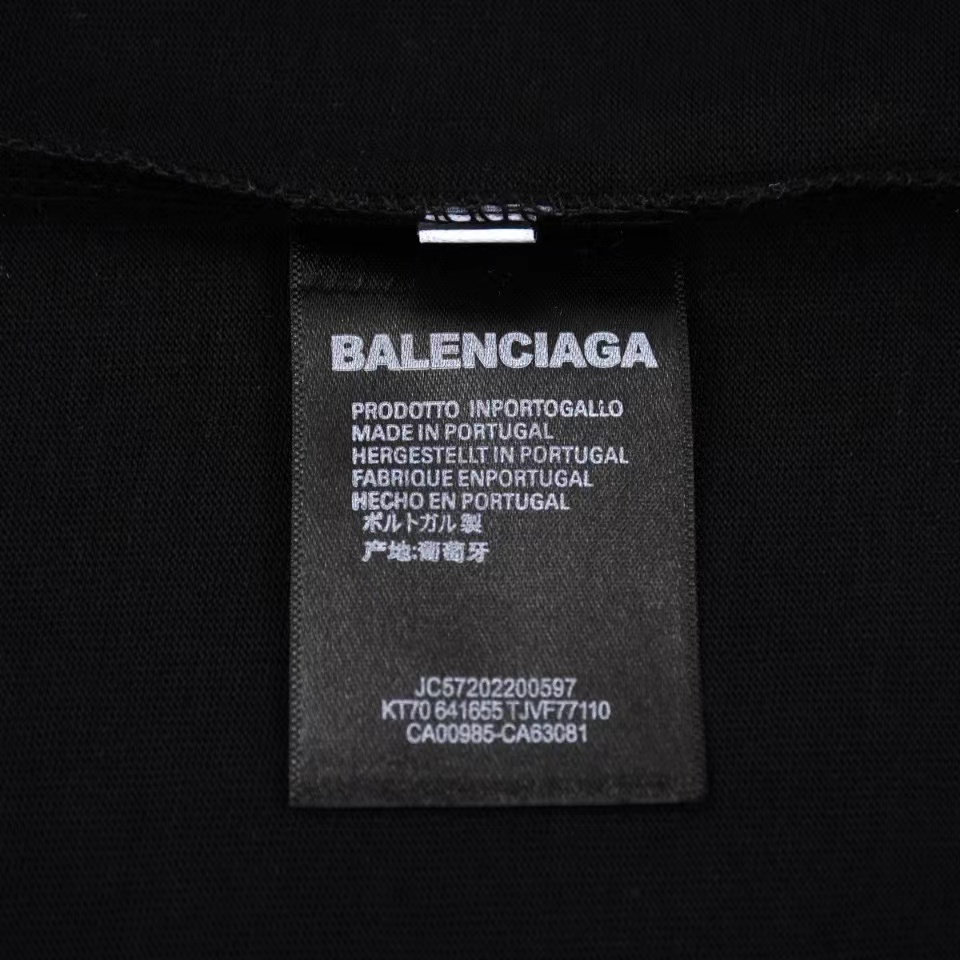 BALENCIAGA
PRODOTTO INPORTOGALLO
MADE IN PORTUGAL
HERGESTELLT IN PORTUGAL
FABRIQUE ENPORTUGAL
HECHO EN PORTUGAL
ポルトガル製
产地:葡萄牙
JC57202200597
KT70 641655 TJVF77110
CA00985-CA63081